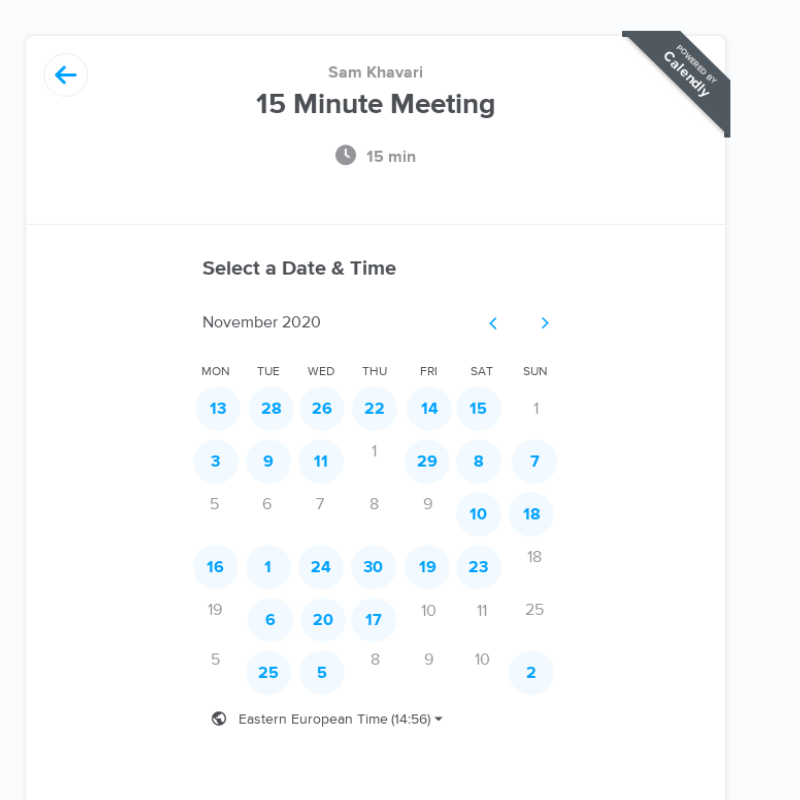 POWERED BY
Calendly
Sam Khavari
15 Minute Meeting
15 min
Select a Date & Time
November 2020
MON TUE WED THU FRI SAT SUN
13 28 26 22 14 15 1
3 9 11 1 29 8 7
5 6 7 8 9 10 18
16 1 24 30 19 23 18
19 6 20 17 10 11 25
5 25 5 8 9 10 2
Eastern European Time (14:56)